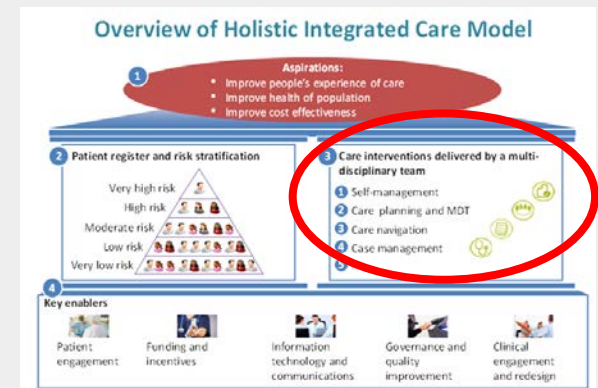 Overview of Holistic Integrated Care Model
1
Aspirations:
• Improve people's experience of care
• Improve health of population
• Improve cost effectiveness
2 Patient register and risk stratification
Very high risk
High risk
Moderate risk
Low risk
Very low risk
3 Care interventions delivered by a multi-
disciplinary team
1 Self-management
2 Care planning and MDT
3 Care navigation
4 Case management
5
4
Key enablers
Patient
engagement
Funding and
incentives
Information
technology and
communications
Governance and
quality
improvement
Clinical
engagement
and redesign